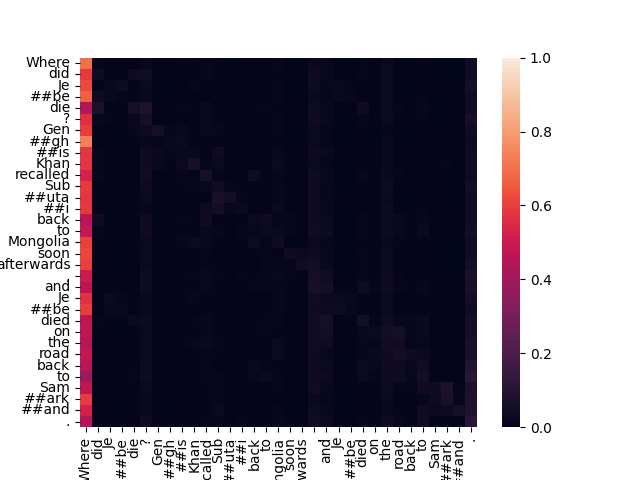 Where
did
Je
##be
die
?
Gen
##gh
##is
Khan
recalled
Sub
##uta
##i
back
to
Mongolia
soon
afterwards
and
Je
##be
died
on
the
road
back
to
Sam
##ark
##and
.
1.0
0.8
0.6
0.4
0.2
0.0
Where
did
Je
##be
die
?
Gen
##gh
##is
Khan
called
Sub
##uta
##i
back
to
ngolia
soon
wards
and
Je
##be
died
on
the
road
back
to
Sam
##ark
##and
.